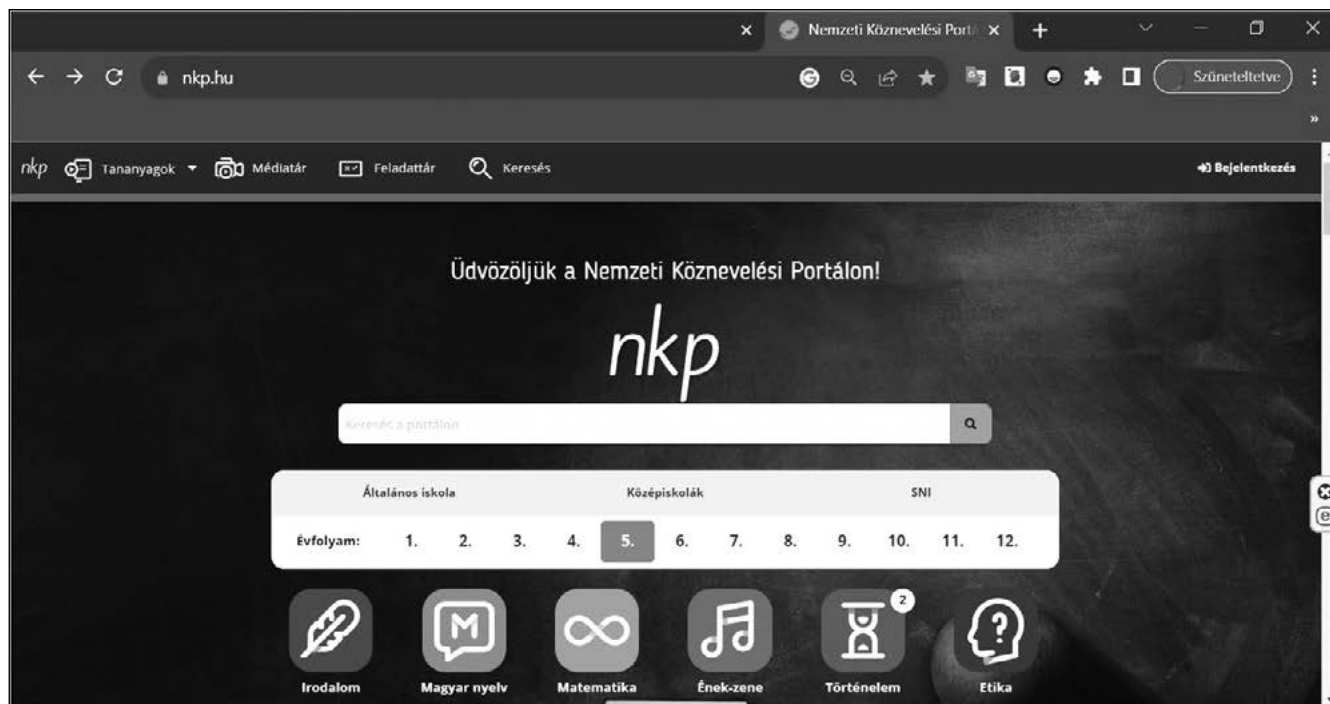 Nemzeti Köznevelési Portá
nkp.hu
Szüneteltetve
nkp Tananyagok Médiatár Feladattár Keresés Bejelentkezés
Üdvözöljük a Nemzeti Köznevelési Portálon!
nkp
Keresés a portálon
Általános iskola Középiskolák SNI
Évfolyam: 1. 2. 3. 4. 5. 6. 7. 8. 9. 10. 11. 12.
M
2
?
Irodalom Magyar nyelv Matematika Ének-zene Történelem Etika